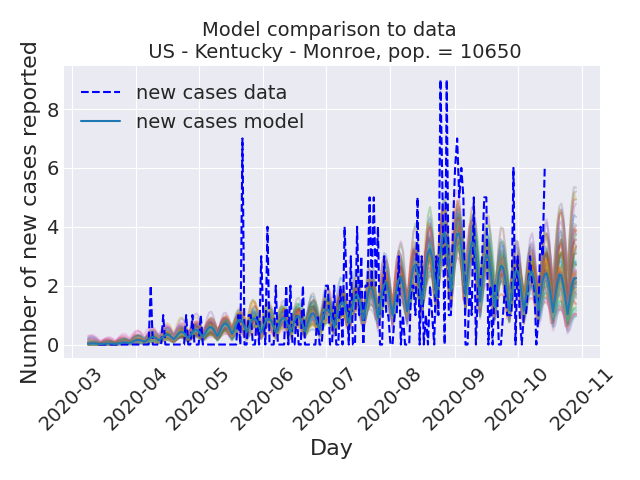 Model comparison to data
US - Kentucky - Monroe, pop. = 10650
Number of new cases reported
new cases data
new cases model
8
6
4
2
0
2020-03
2020-04
2020-05
2020-06
2020-07
2020-08
2020-09
2020-10
2020-11
Day